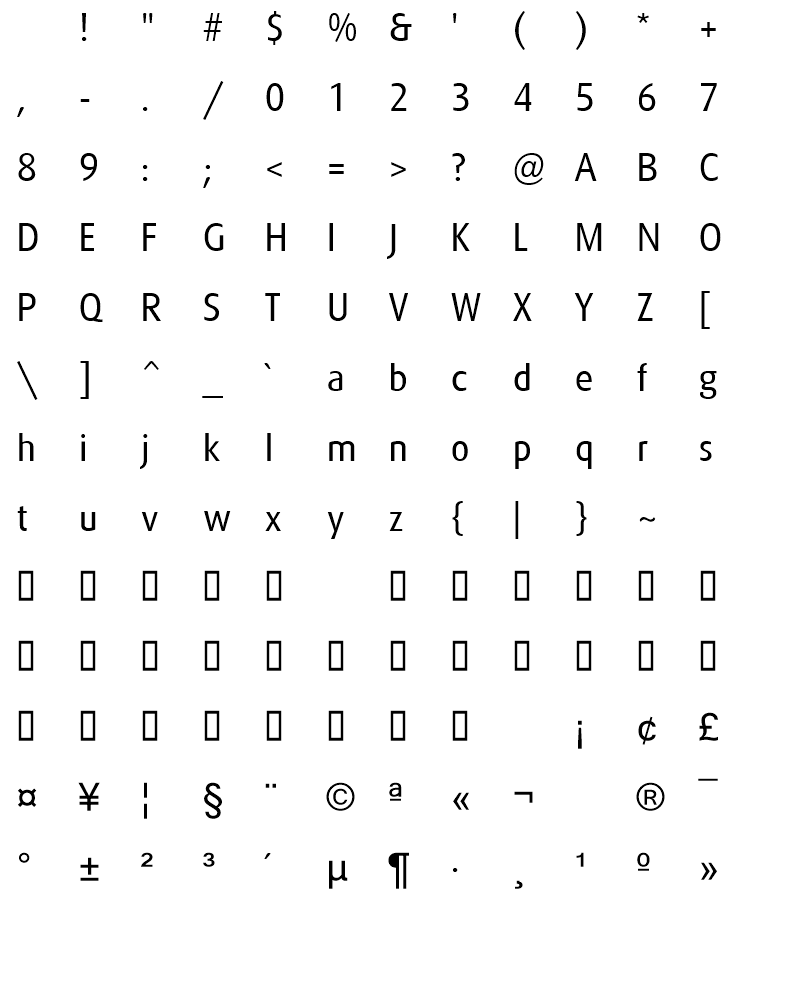 ! " # $ % & ' ( ) * +
, - . / 0 1 2 3 4 5 6 7
8 9 : ; < = > ? @ A B C
D E F G H I J K L M N O
P Q R S T U V W X Y Z [
\ ] ^ _ ` a b c d e f g
h i j k l m n o p q r s
t u v w x y z { | } ~
¡ ¢ £
¤ ¥ ¦ § ¨ © ª « ¬ ® ¯
° ± ² ³ ´ µ ¶ · ¸ ¹ º »